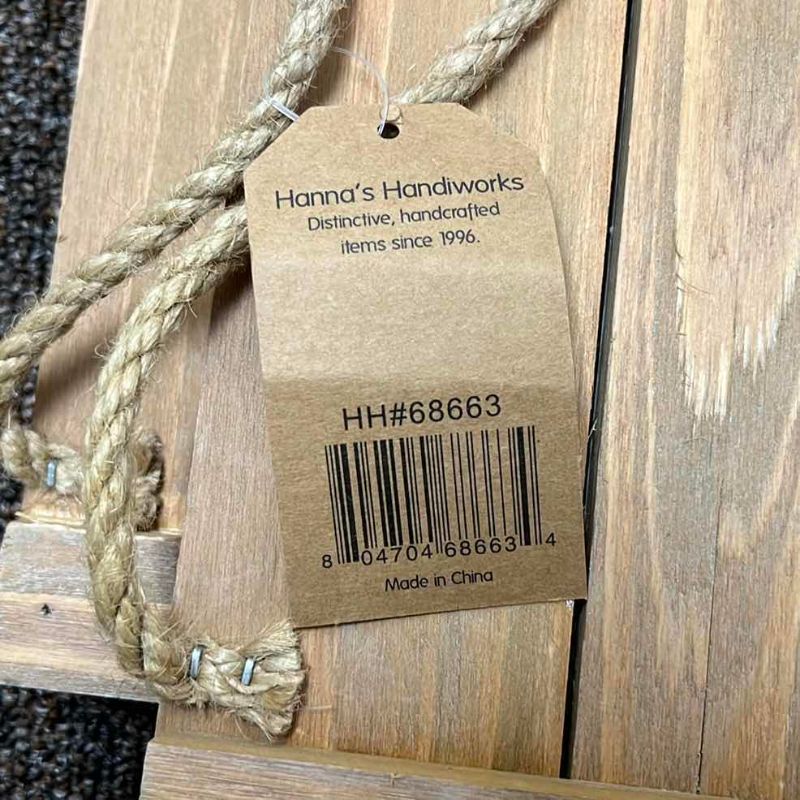 Hanna's Handiworks
Distinctive, handcrafted
items since 1996.
HH#68663
8 04704 68663 4
Made in China